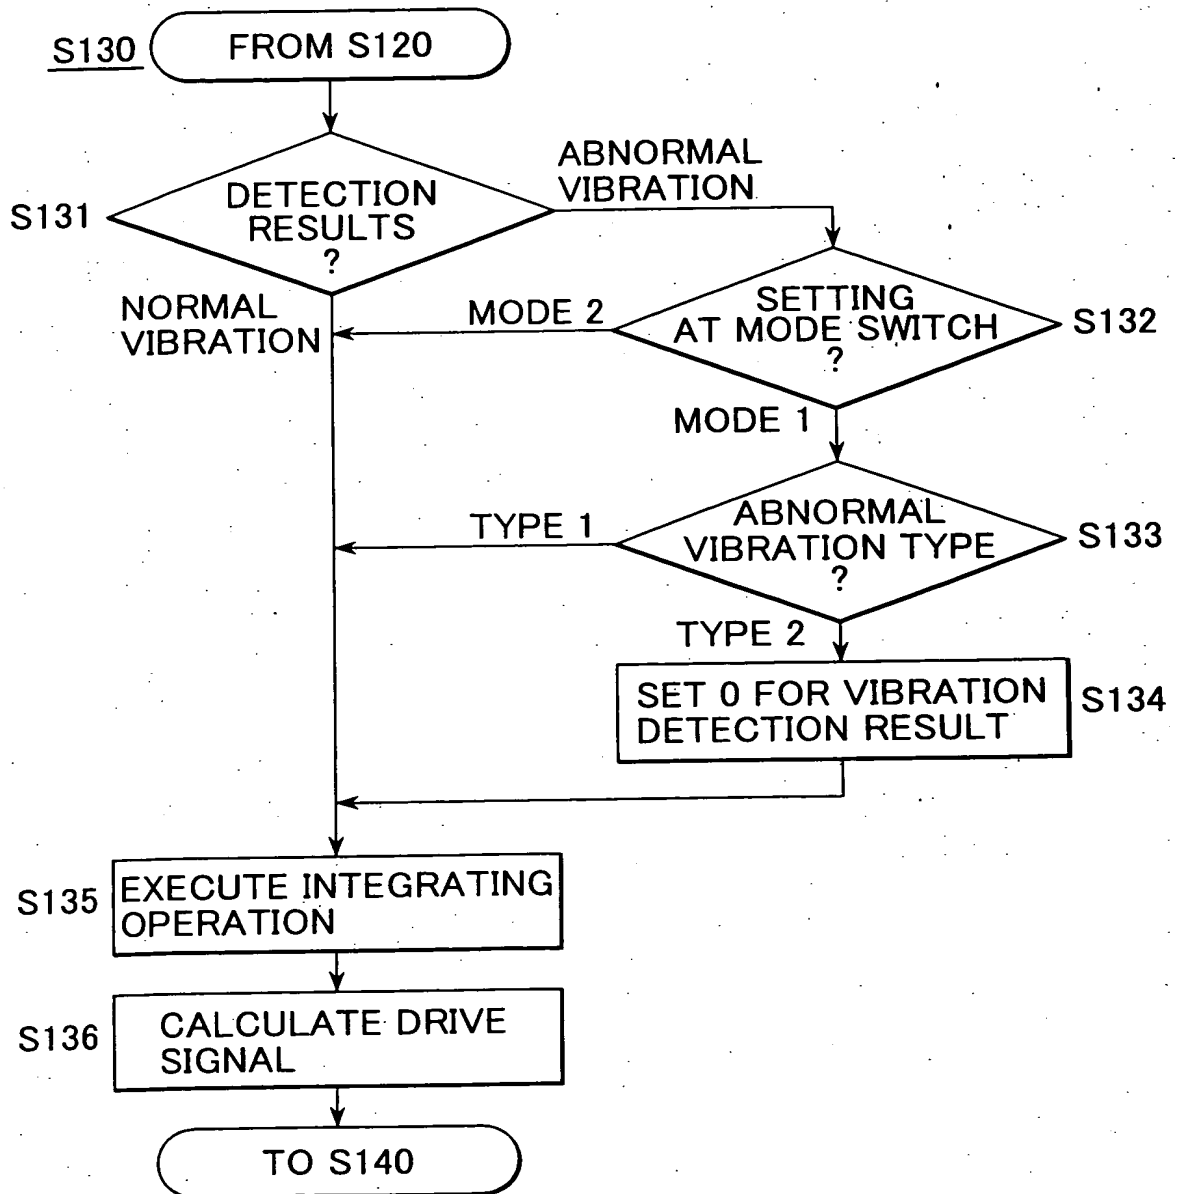 S130
FROM S120
ABNORMAL
VIBRATION
S131
DETECTION
RESULTS
?
NORMAL
VIBRATION
MODE 2
SETTING
AT MODE SWITCH
?
S132
MODE 1
TYPE 1
ABNORMAL
VIBRATION TYPE
?
S133
TYPE 2
SET 0 FOR VIBRATION
DETECTION RESULT
S134
S135
EXECUTE INTEGRATING
OPERATION
S136
CALCULATE DRIVE
SIGNAL
TO S140